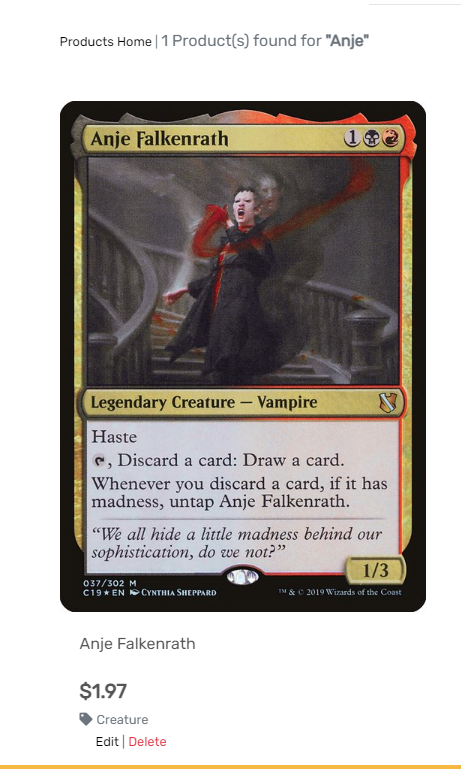 Products Home | 1 Product(s) found for "Anje"
Anje Falkenrath 1
Legendary Creature — Vampire
Haste
, Discard a card: Draw a card.
Whenever you discard a card, if it has
madness, untap Anje Falkenrath.
“We all hide a little madness behind our
sophistication, do we not?”
1/3
037/302 M
C19 ★ EN Cynthia Sheppard
™ & © 2019 Wizards of the Coast
Anje Falkenrath
$1.97
Creature
Edit | Delete